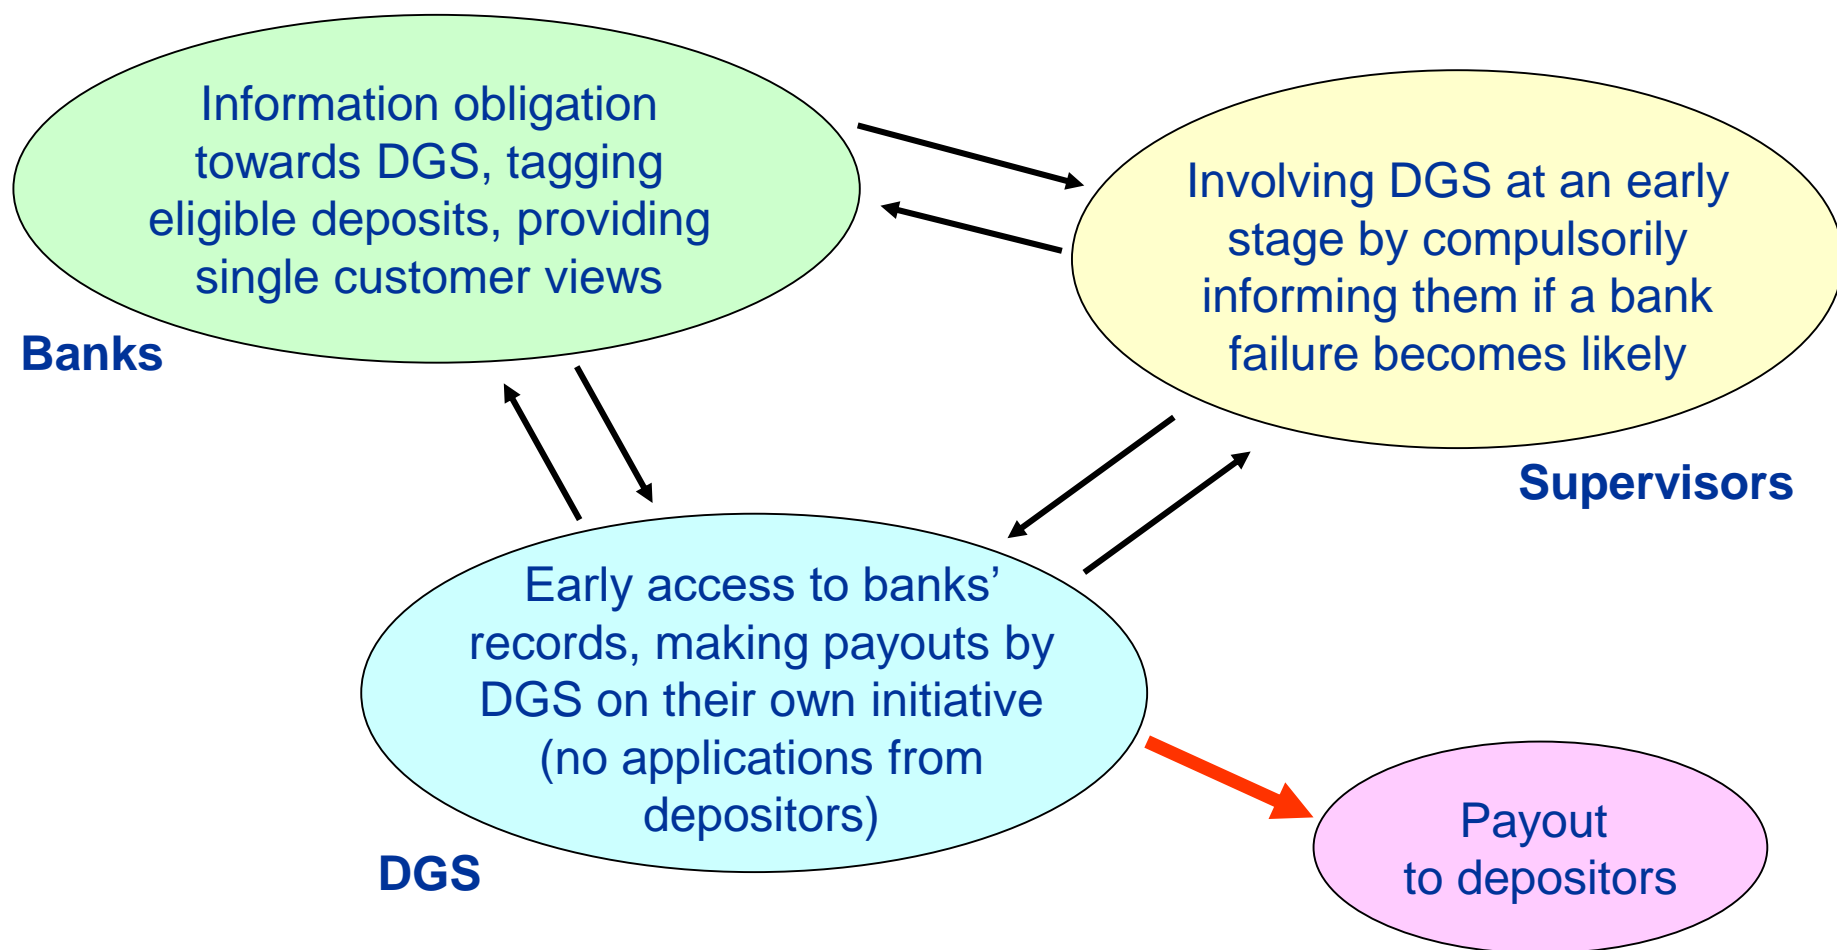 Information obligation
towards DGS, tagging
eligible deposits, providing
single customer views
Banks
Involving DGS at an early
stage by compulsorily
informing them if a bank
failure becomes likely
Supervisors
Early access to banks’
records, making payouts by
DGS on their own initiative
(no applications from
depositors)
DGS
Payout
to depositors